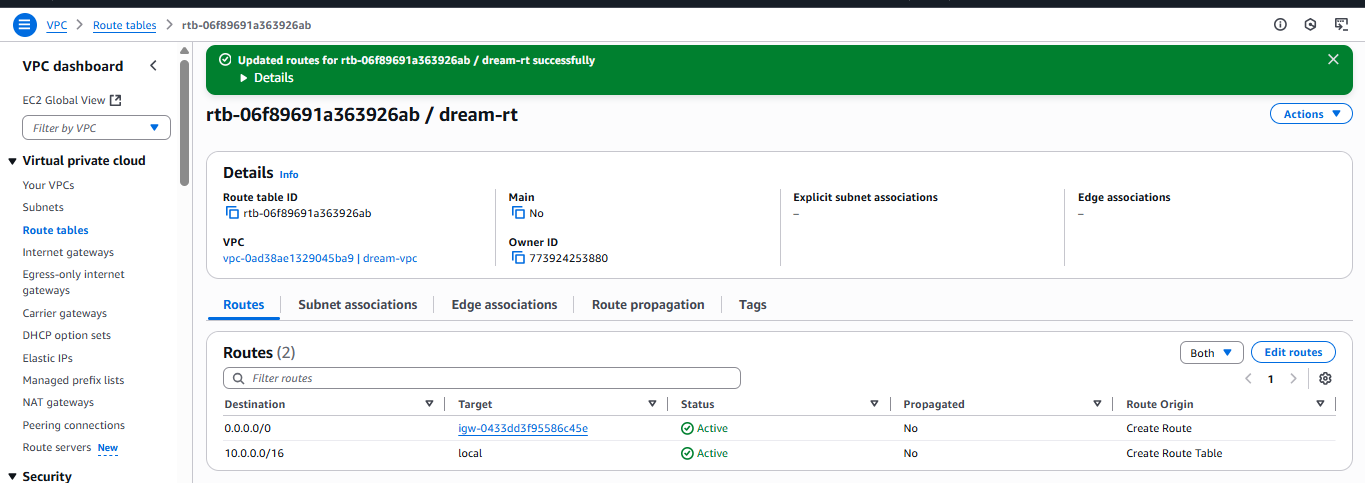 VPC > Route tables > rtb-06f89691a363926ab
VPC dashboard
EC2 Global View
Filter by VPC
Virtual private cloud
Your VPCs
Subnets
Route tables
Internet gateways
Egress-only internet
gateways
Carrier gateways
DHCP option sets
Elastic IPs
Managed prefix lists
NAT gateways
Peering connections
Route servers New
Security
Updated routes for rtb-06f89691a363926ab / dream-rt successfully
Details
rtb-06f89691a363926ab / dream-rt
Actions
Details Info
Route table ID
rtb-06f89691a363926ab
Main
No
Explicit subnet associations
–
Edge associations
–
VPC
vpc-0ad38ae1329045ba9 | dream-vpc
Owner ID
773924253880
Routes Subnet associations Edge associations Route propagation Tags
Routes (2)
Both Edit routes
Filter routes
1
Destination Target Status Propagated Route Origin
0.0.0.0/0 igw-0433dd3f95586c45e Active No Create Route
10.0.0.0/16 local Active No Create Route Table